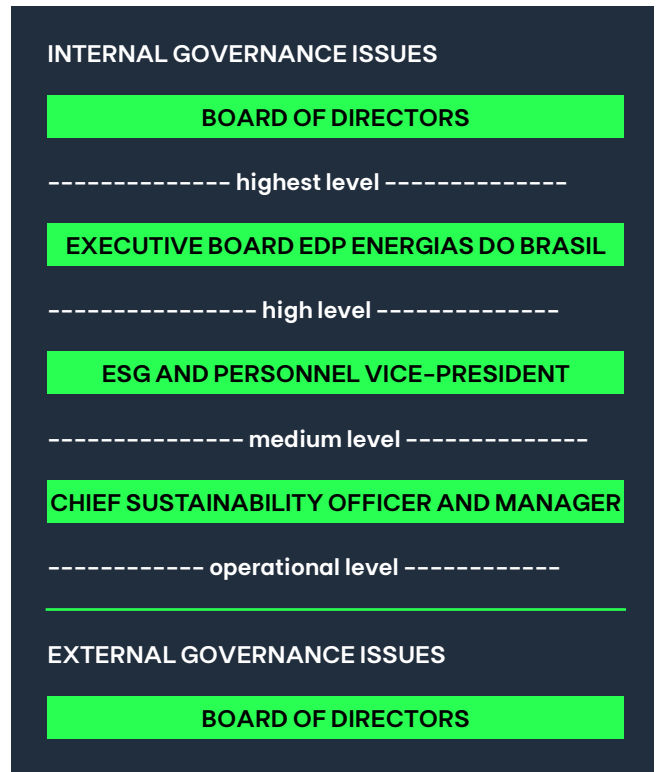 INTERNAL GOVERNANCE ISSUES
BOARD OF DIRECTORS
-------------- highest level --------------
EXECUTIVE BOARD EDP ENERGIAS DO BRASIL
---------------- high level --------------
ESG AND PERSONNEL VICE-PRESIDENT
--------------- medium level --------------
CHIEF SUSTAINABILITY OFFICER AND MANAGER
------------ operational level ------------
EXTERNAL GOVERNANCE ISSUES
BOARD OF DIRECTORS